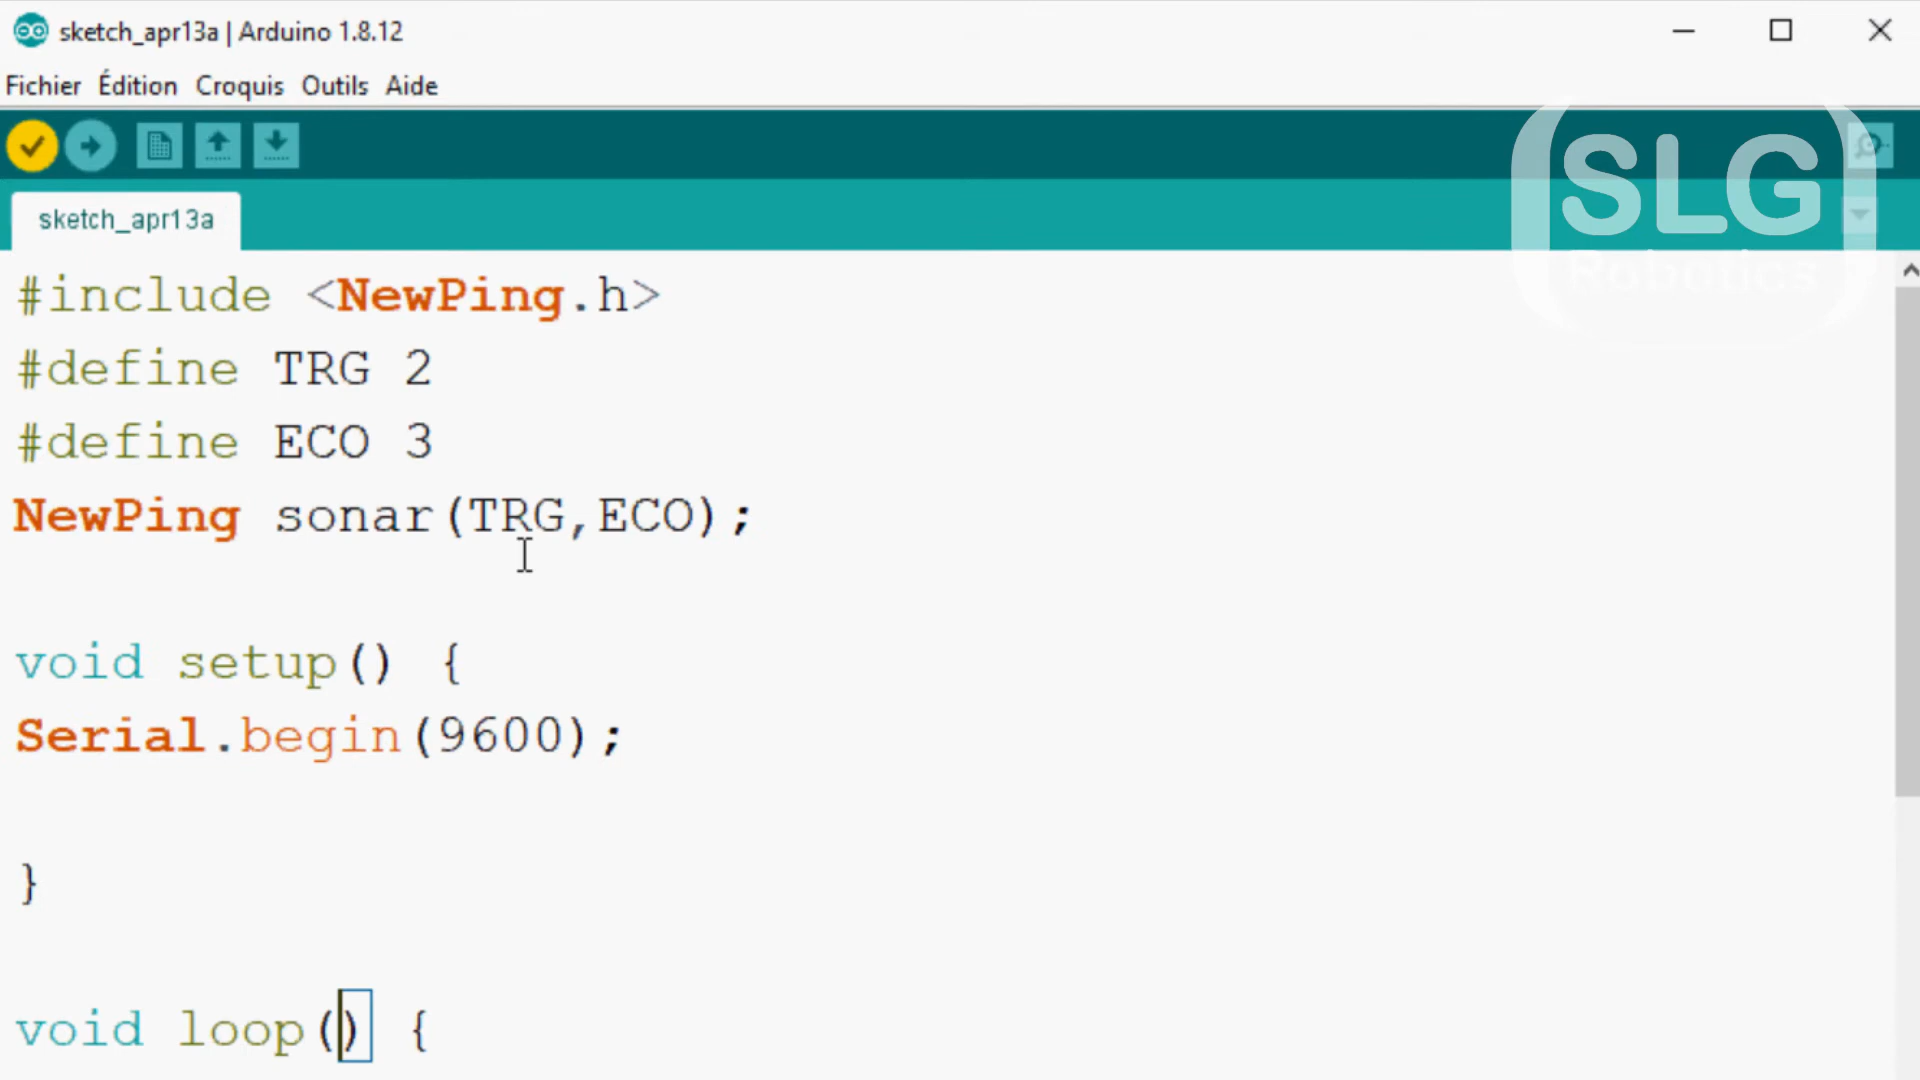 sketch_apr13a | Arduino 1.8.12
Fichier Édition Croquis Outils Aide
SLG
Robotics
sketch_apr13a
#include <NewPing.h>
#define TRG 2
#define ECO 3
NewPing sonar(TRG,ECO);
void setup() {
Serial.begin(9600);
}
void loop() {